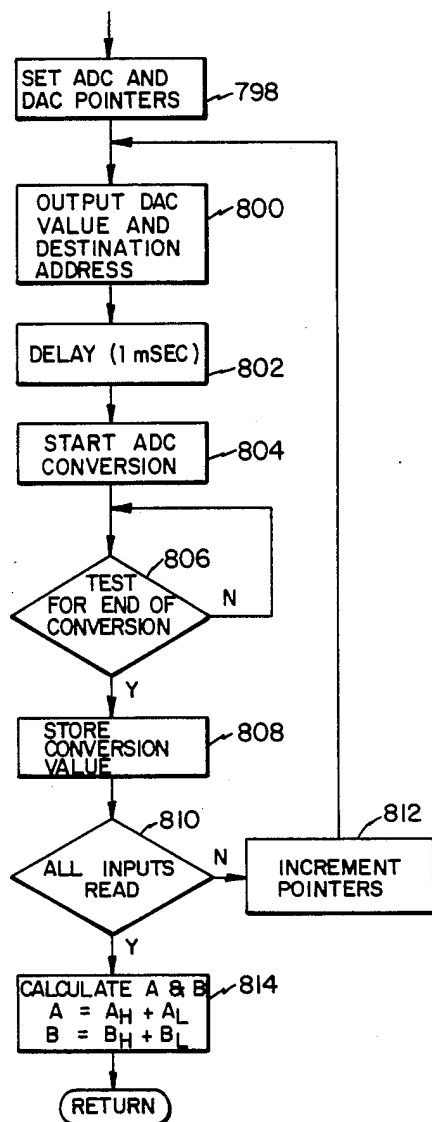 SET ADC AND
DAC POINTERS
798
OUTPUT DAC
VALUE AND
DESTINATION
ADDRESS
800
DELAY (1 mSEC)
802
START ADC
CONVERSION
804
806
TEST
FOR END OF
CONVERSION
N
Y
STORE
CONVERSION
VALUE
808
810
ALL INPUTS
READ
N
812
INCREMENT
POINTERS
Y
CALCULATE A & B
A = AH + AL
B = BH + BL
814
RETURN